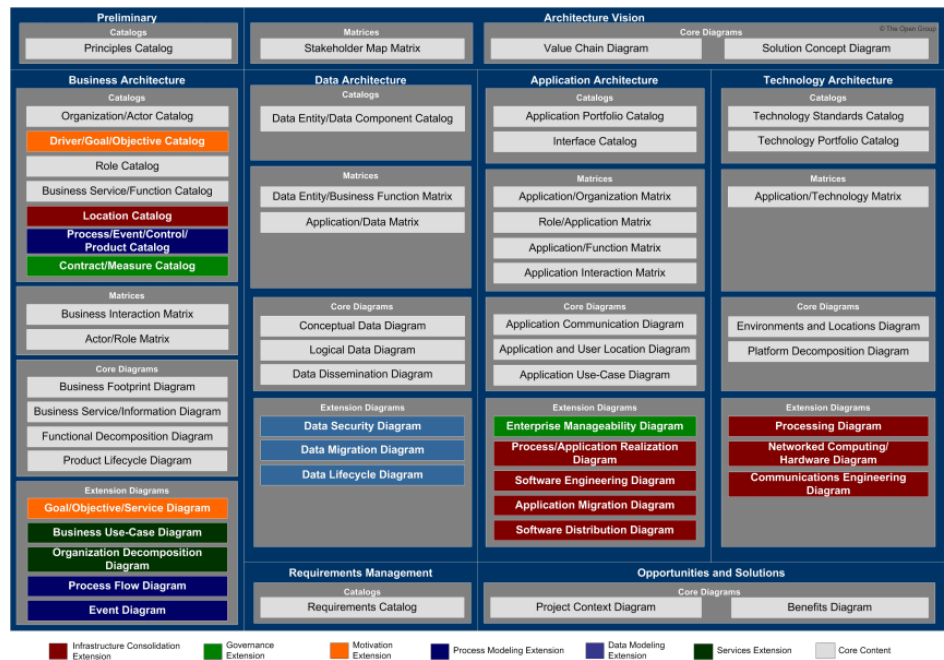 Preliminary
Catalogs
Principles Catalog
Architecture Vision
© The Open Group
Matrices
Stakeholder Map Matrix
Core Diagrams
Value Chain Diagram
Solution Concept Diagram
Business Architecture
Catalogs
Organization/Actor Catalog
Driver/Goal/Objective Catalog
Role Catalog
Business Service/Function Catalog
Location Catalog
Process/Event/Control/
Product Catalog
Contract/Measure Catalog
Matrices
Business Interaction Matrix
Actor/Role Matrix
Core Diagrams
Business Footprint Diagram
Business Service/Information Diagram
Functional Decomposition Diagram
Product Lifecycle Diagram
Extension Diagrams
Goal/Objective/Service Diagram
Business Use-Case Diagram
Organization Decomposition
Diagram
Process Flow Diagram
Event Diagram
Data Architecture
Catalogs
Data Entity/Data Component Catalog
Matrices
Data Entity/Business Function Matrix
Application/Data Matrix
Core Diagrams
Conceptual Data Diagram
Logical Data Diagram
Data Dissemination Diagram
Extension Diagrams
Data Security Diagram
Data Migration Diagram
Data Lifecycle Diagram
Application Architecture
Catalogs
Application Portfolio Catalog
Interface Catalog
Matrices
Application/Organization Matrix
Role/Application Matrix
Application/Function Matrix
Application Interaction Matrix
Core Diagrams
Application Communication Diagram
Application and User Location Diagram
Application Use-Case Diagram
Extension Diagrams
Enterprise Manageability Diagram
Process/Application Realization
Diagram
Software Engineering Diagram
Application Migration Diagram
Software Distribution Diagram
Technology Architecture
Catalogs
Technology Standards Catalog
Technology Portfolio Catalog
Matrices
Application/Technology Matrix
Core Diagrams
Environments and Locations Diagram
Platform Decomposition Diagram
Extension Diagrams
Processing Diagram
Networked Computing/
Hardware Diagram
Communications Engineering
Diagram
Requirements Management
Catalogs
Requirements Catalog
Opportunities and Solutions
Core Diagrams
Project Context Diagram
Benefits Diagram
Infrastructure Consolidation
Extension
Governance
Extension
Motivation
Extension
Process Modeling Extension
Data Modeling
Extension
Services Extension
Core Content